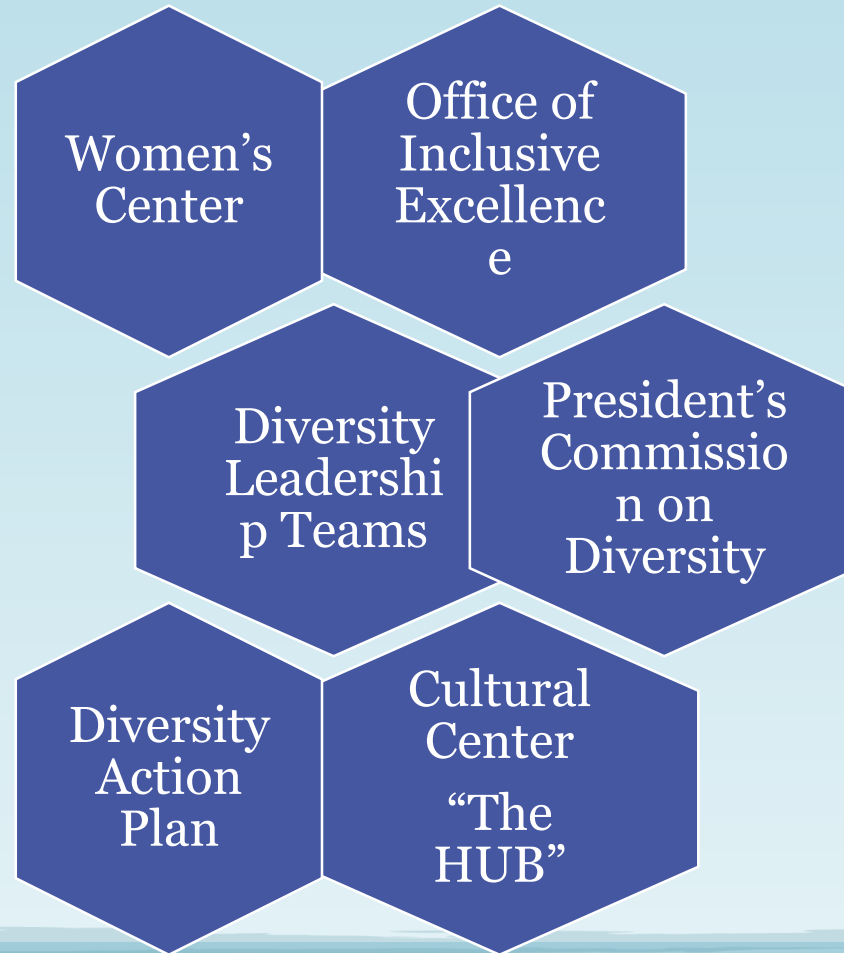 Women’s
Center
Office of
Inclusive
Excellenc
e
Diversity
Leadershi
p Teams
President’s
Commissio
n on
Diversity
Diversity
Action
Plan
Cultural
Center
“The
HUB”